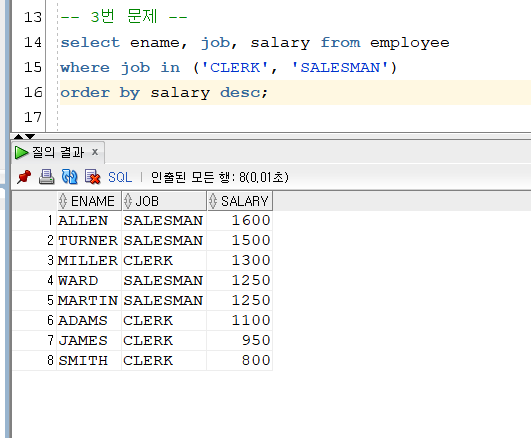 13 -- 3번 문제 --
14 select ename, job, salary from employee
15 where job in ('CLERK', 'SALESMAN')
16 order by salary desc;
17
질의 결과 x
SQL | 인출된 모든 행: 8(0,01초)
ENAME JOB SALARY
1 ALLEN SALESMAN 1600
2 TURNER SALESMAN 1500
3 MILLER CLERK 1300
4 WARD SALESMAN 1250
5 MARTIN SALESMAN 1250
6 ADAMS CLERK 1100
7 JAMES CLERK 950
8 SMITH CLERK 800